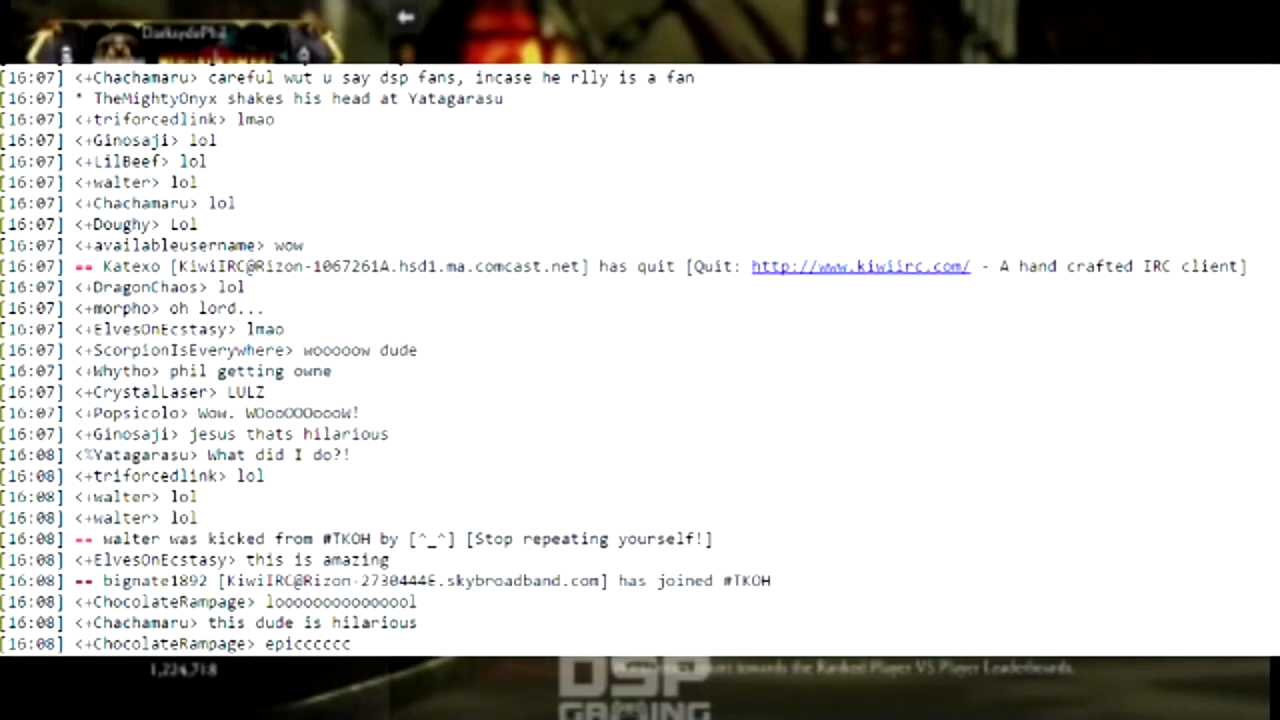 DarksydePhil
[16:07] <+Chachamaru> careful wut u say dsp fans, incase he rlly is a fan
[16:07] * TheMightyOnyx shakes his head at Yatagarasu
[16:07] <+triforcedlink> lmao
[16:07] <+Ginosaji> lol
[16:07] <+LilBeef> lol
[16:07] <+walter> lol
[16:07] <+Chachamaru> lol
[16:07] <+Doughy> Lol
[16:07] <+availableusername> wow
[16:07] == Katexo [KiwiIRC@Rizon-1067261A.hsd1.ma.comcast.net] has quit [Quit: http://www.kiwiirc.com/ - A hand crafted IRC client]
[16:07] <+DragonChaos> lol
[16:07] <+morpho> oh lord...
[16:07] <+ElvesOnEcstasy> lmao
[16:07] <+ScorpionIsEverywhere> wooooow dude
[16:07] <+Whytho> phil getting owne
[16:07] <+CrystalLaser> LULZ
[16:07] <+Popsicolo> Wow. WOooOOOoooW!
[16:07] <+Ginosaji> jesus thats hilarious
[16:08] <%Yatagarasu> What did I do?!
[16:08] <+triforcedlink> lol
[16:08] <+walter> lol
[16:08] <+walter> lol
[16:08] == walter was kicked from #TKOH by [^_^] [Stop repeating yourself!]
[16:08] <+ElvesOnEcstasy> this is amazing
[16:08] == bignate1892 [KiwiIRC@Rizon-2730444E.skybroadband.com] has joined #TKOH
[16:08] <+ChocolateRampage> loooooooooooooool
[16:08] <+Chachamaru> this dude is hilarious
[16:08] <+ChocolateRampage> epicccccc
1,224,718
towards the Ranked Player VS Player Leaderboards.
DSP
GAMING